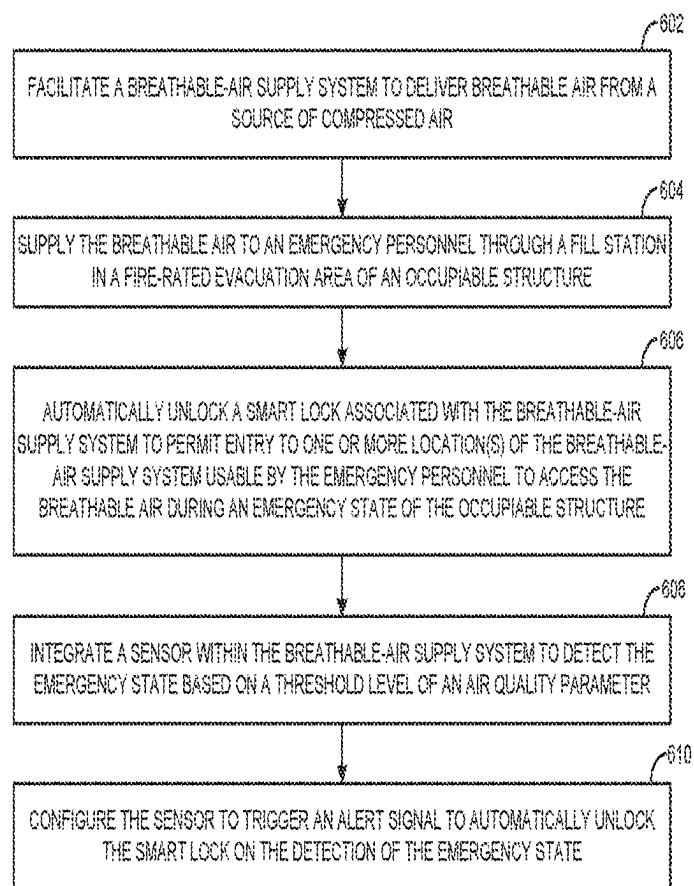 602
FACILITATE A BREATHABLE-AIR SUPPLY SYSTEM TO DELIVER BREATHABLE AIR FROM A
SOURCE OF COMPRESSED AIR
604
SUPPLY THE BREATHABLE AIR TO AN EMERGENCY PERSONNEL THROUGH A FILL STATION
IN A FIRE-RATED EVACUATION AREA OF AN OCCUPIABLE STRUCTURE
606
AUTOMATICALLY UNLOCK A SMART LOCK ASSOCIATED WITH THE BREATHABLE-AIR
SUPPLY SYSTEM TO PERMIT ENTRY TO ONE OR MORE LOCATION(S) OF THE BREATHABLE-
AIR SUPPLY SYSTEM USABLE BY THE EMERGENCY PERSONNEL TO ACCESS THE
BREATHABLE AIR DURING AN EMERGENCY STATE OF THE OCCUPIABLE STRUCTURE
608
INTEGRATE A SENSOR WITHIN THE BREATHABLE-AIR SUPPLY SYSTEM TO DETECT THE
EMERGENCY STATE BASED ON A THRESHOLD LEVEL OF AN AIR QUALITY PARAMETER
610
CONFIGURE THE SENSOR TO TRIGGER AN ALERT SIGNAL TO AUTOMATICALLY UNLOCK
THE SMART LOCK ON THE DETECTION OF THE EMERGENCY STATE